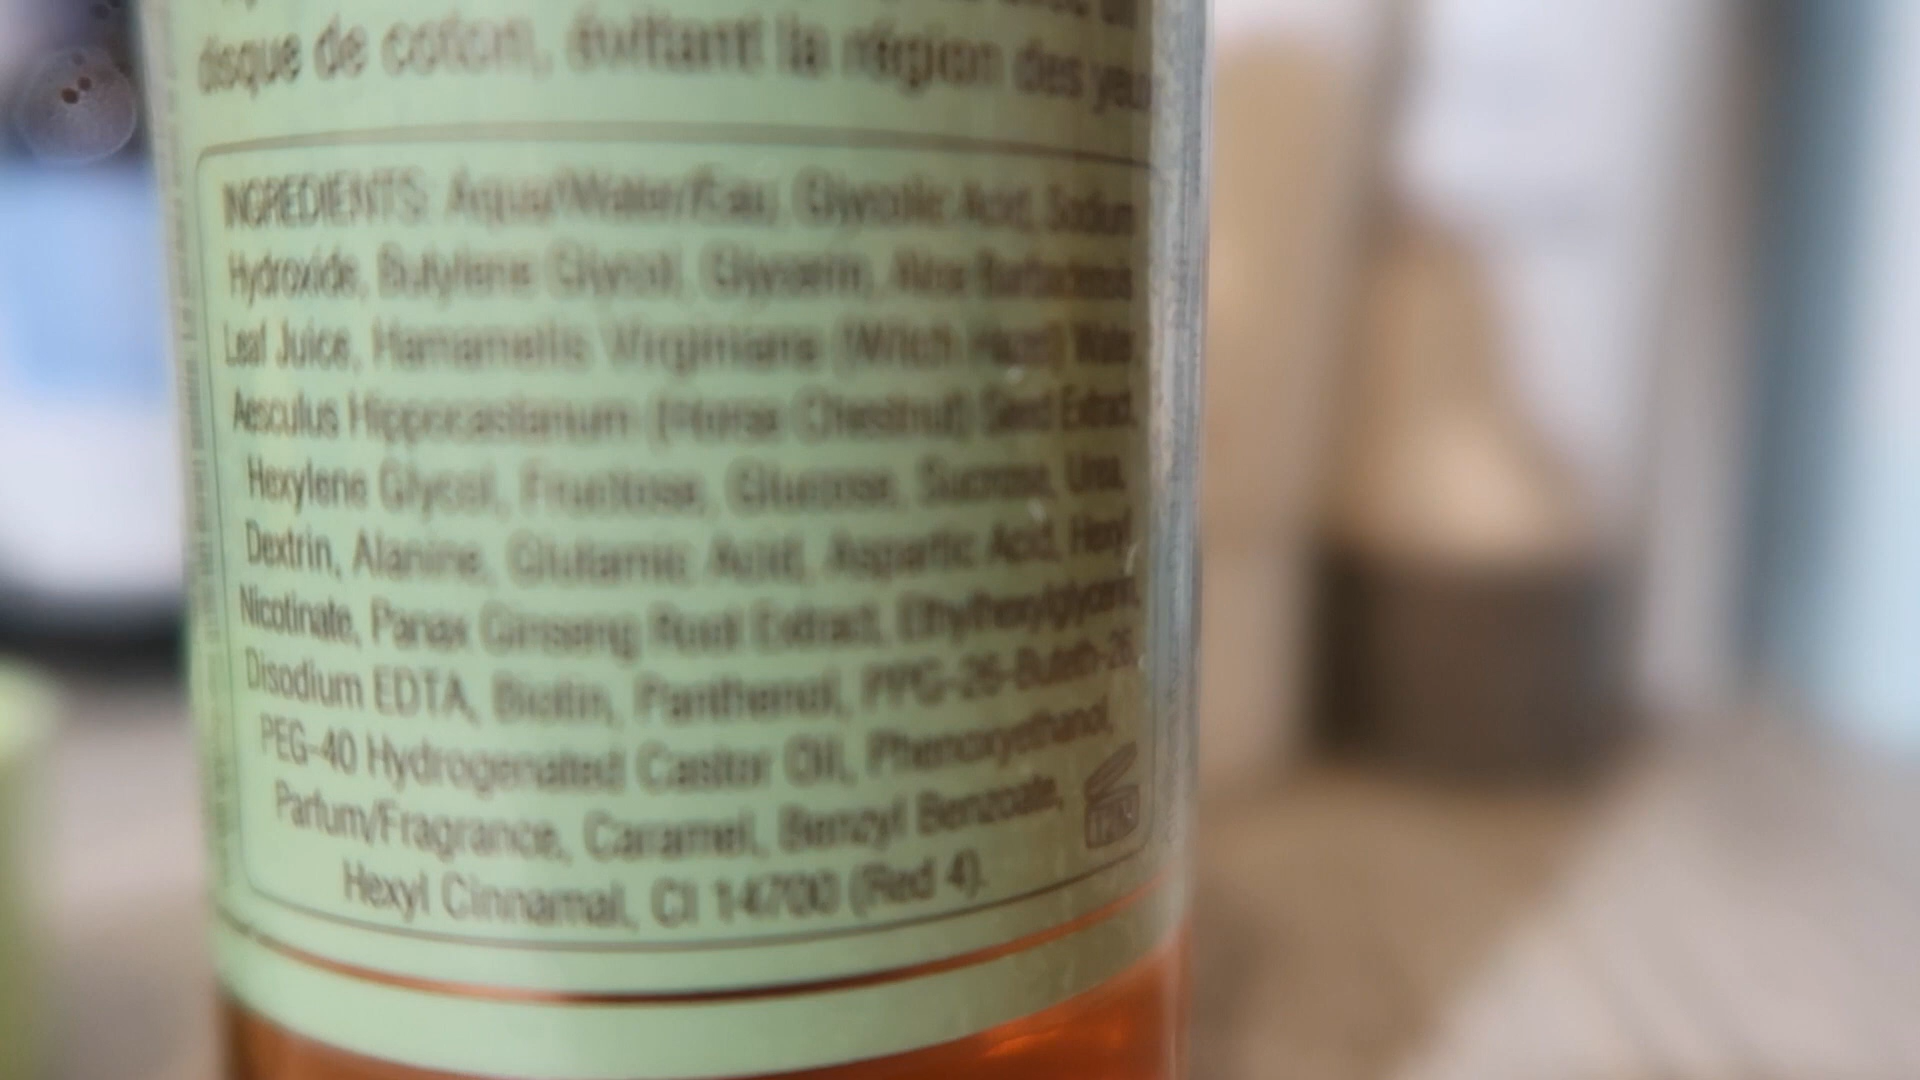 disque de coton, évitant la région des yeux
INGREDIENTS: Aqua/Water/Eau, Glycolic Acid, Sodium
Hydroxide, Butylene Glycol, Glycerin, Aloe Barbadensis
Leaf Juice, Hamamelis Virginiana (Witch Hazel) Water,
Aesculus Hippocastanum (Horse Chestnut) Seed Extract,
Hexylene Glycol, Fructose, Glucose, Sucrose, Urea,
Dextrin, Alanine, Glutamic Acid, Aspartic Acid, Hexyl
Nicotinate, Panax Ginseng Root Extract, Ethylhexylglycerin,
Disodium EDTA, Biotin, Panthenol, PPG-26-Buteth-26,
PEG-40 Hydrogenated Castor Oil, Phenoxyethanol,
Parfum/Fragrance, Caramel, Benzyl Benzoate,
Hexyl Cinnamal, CI 14700 (Red 4).